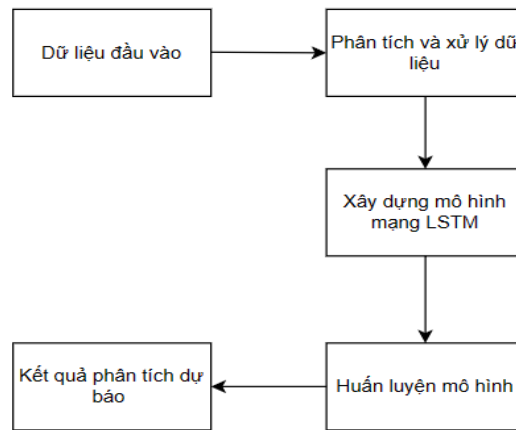 Dữ liệu đầu vào
Phân tích và xử lý dữ
liệu
Xây dựng mô hình
mạng LSTM
Huấn luyện mô hình
Kết quả phân tích dự
báo